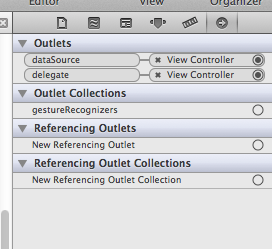 Editor View Organizer
Outlets
dataSource View Controller
delegate View Controller
Outlet Collections
gestureRecognizers
Referencing Outlets
New Referencing Outlet
Referencing Outlet Collections
New Referencing Outlet Collection